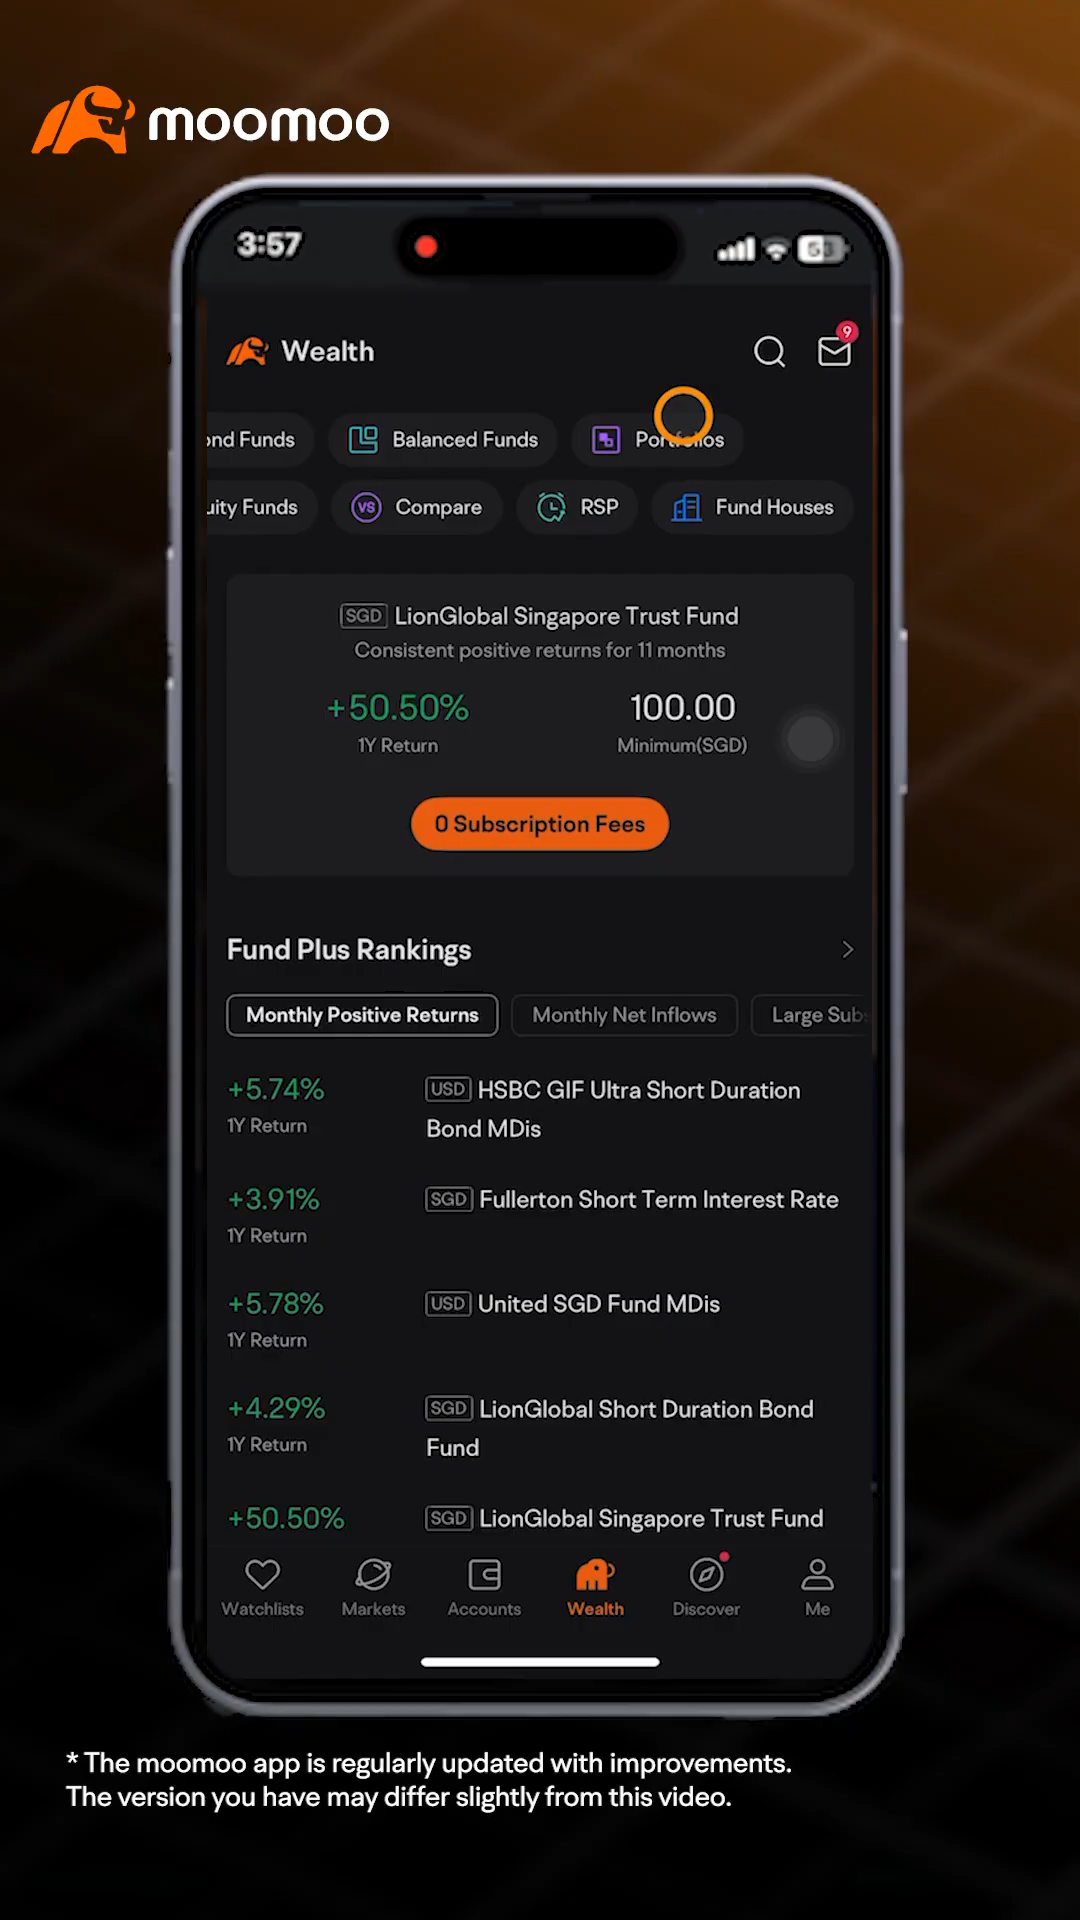 moomoo
3:57
53
Wealth
9
ond Funds
Balanced Funds
Portfolios
uity Funds
VS
Compare
RSP
Fund Houses
SGD LionGlobal Singapore Trust Fund
Consistent positive returns for 11 months
+50.50%
100.00
1Y Return
Minimum(SGD)
0 Subscription Fees
Fund Plus Rankings
Monthly Positive Returns
Monthly Net Inflows
Large Subs
+5.74%
USD HSBC GIF Ultra Short Duration
1Y Return
Bond MDis
+3.91%
SGD Fullerton Short Term Interest Rate
1Y Return
+5.78%
USD United SGD Fund MDis
1Y Return
+4.29%
SGD LionGlobal Short Duration Bond
1Y Return
Fund
+50.50%
SGD LionGlobal Singapore Trust Fund
Watchlists
Markets
Accounts
Wealth
Discover
Me
* The moomoo app is regularly updated with improvements.
The version you have may differ slightly from this video.